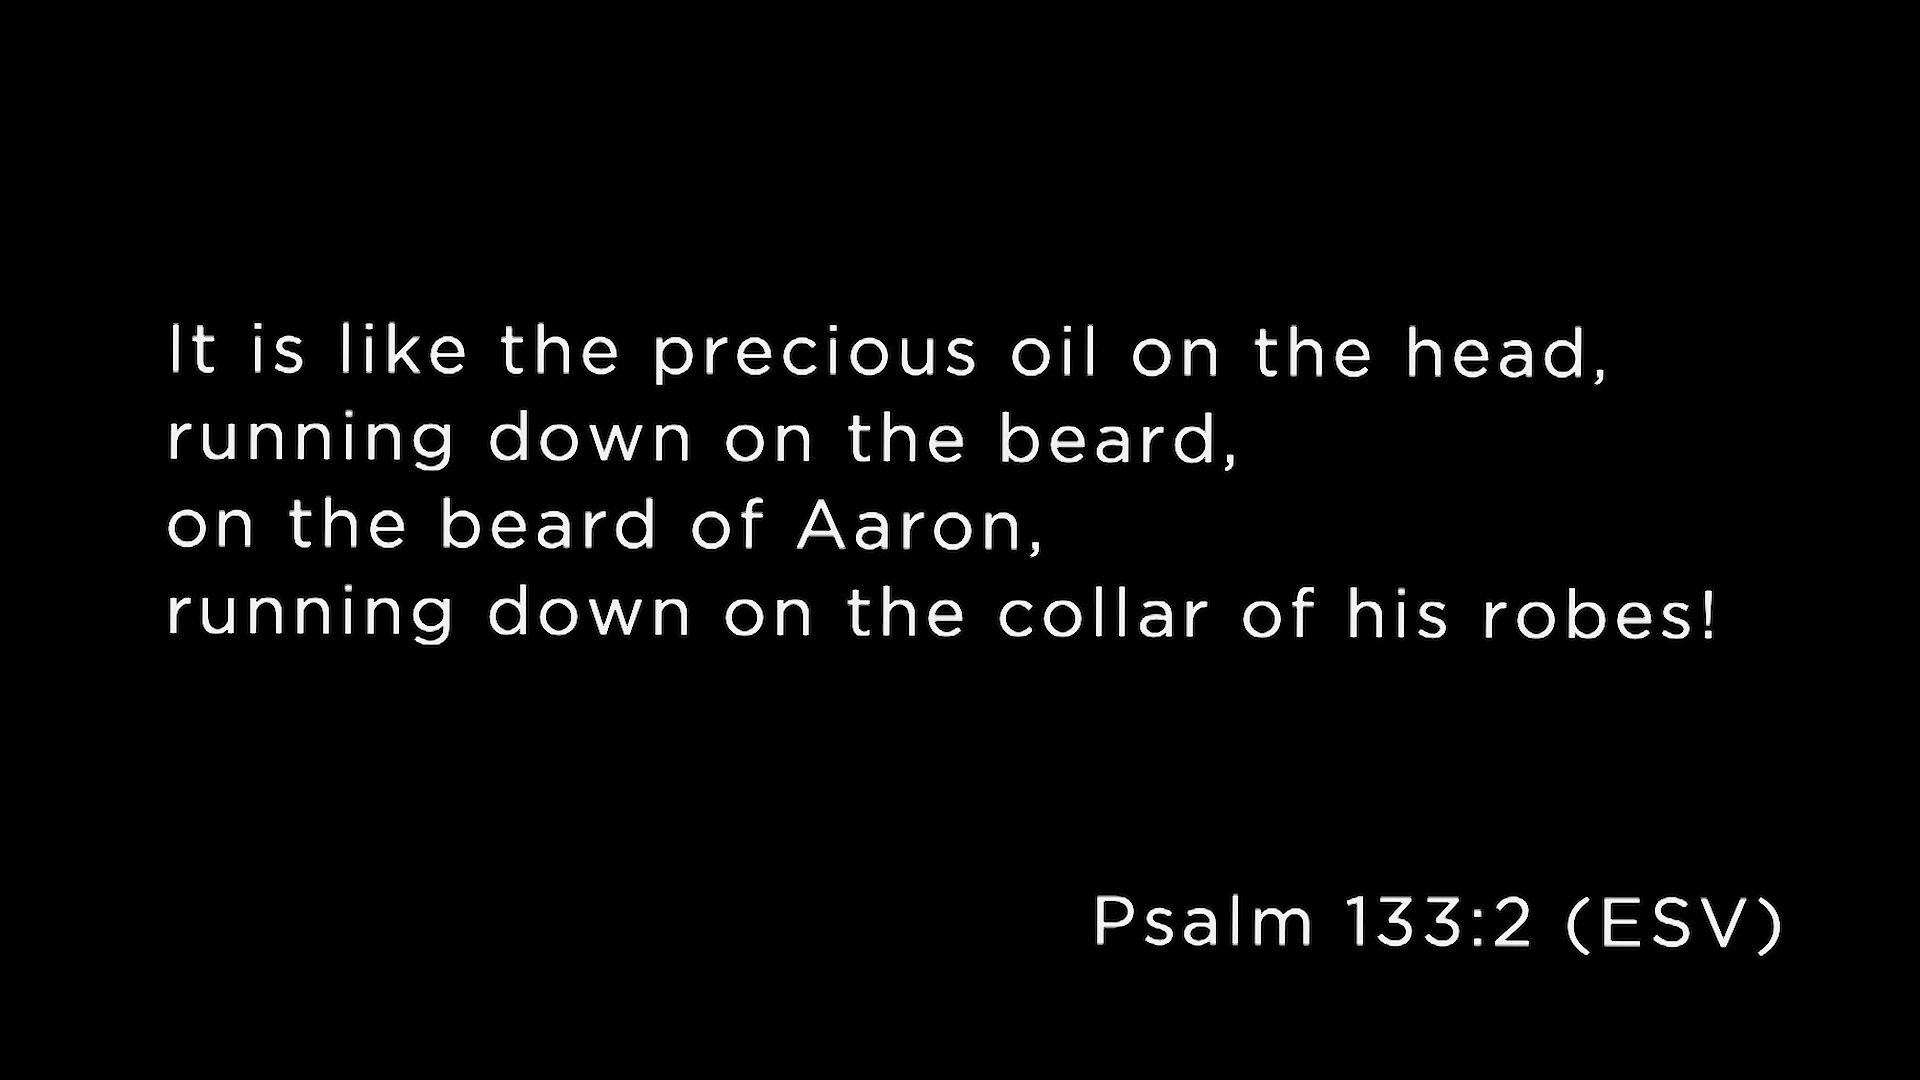 It is like the precious oil on the head,
running down on the beard,
on the beard of Aaron,
running down on the collar of his robes!
Psalm 133:2 (ESV)